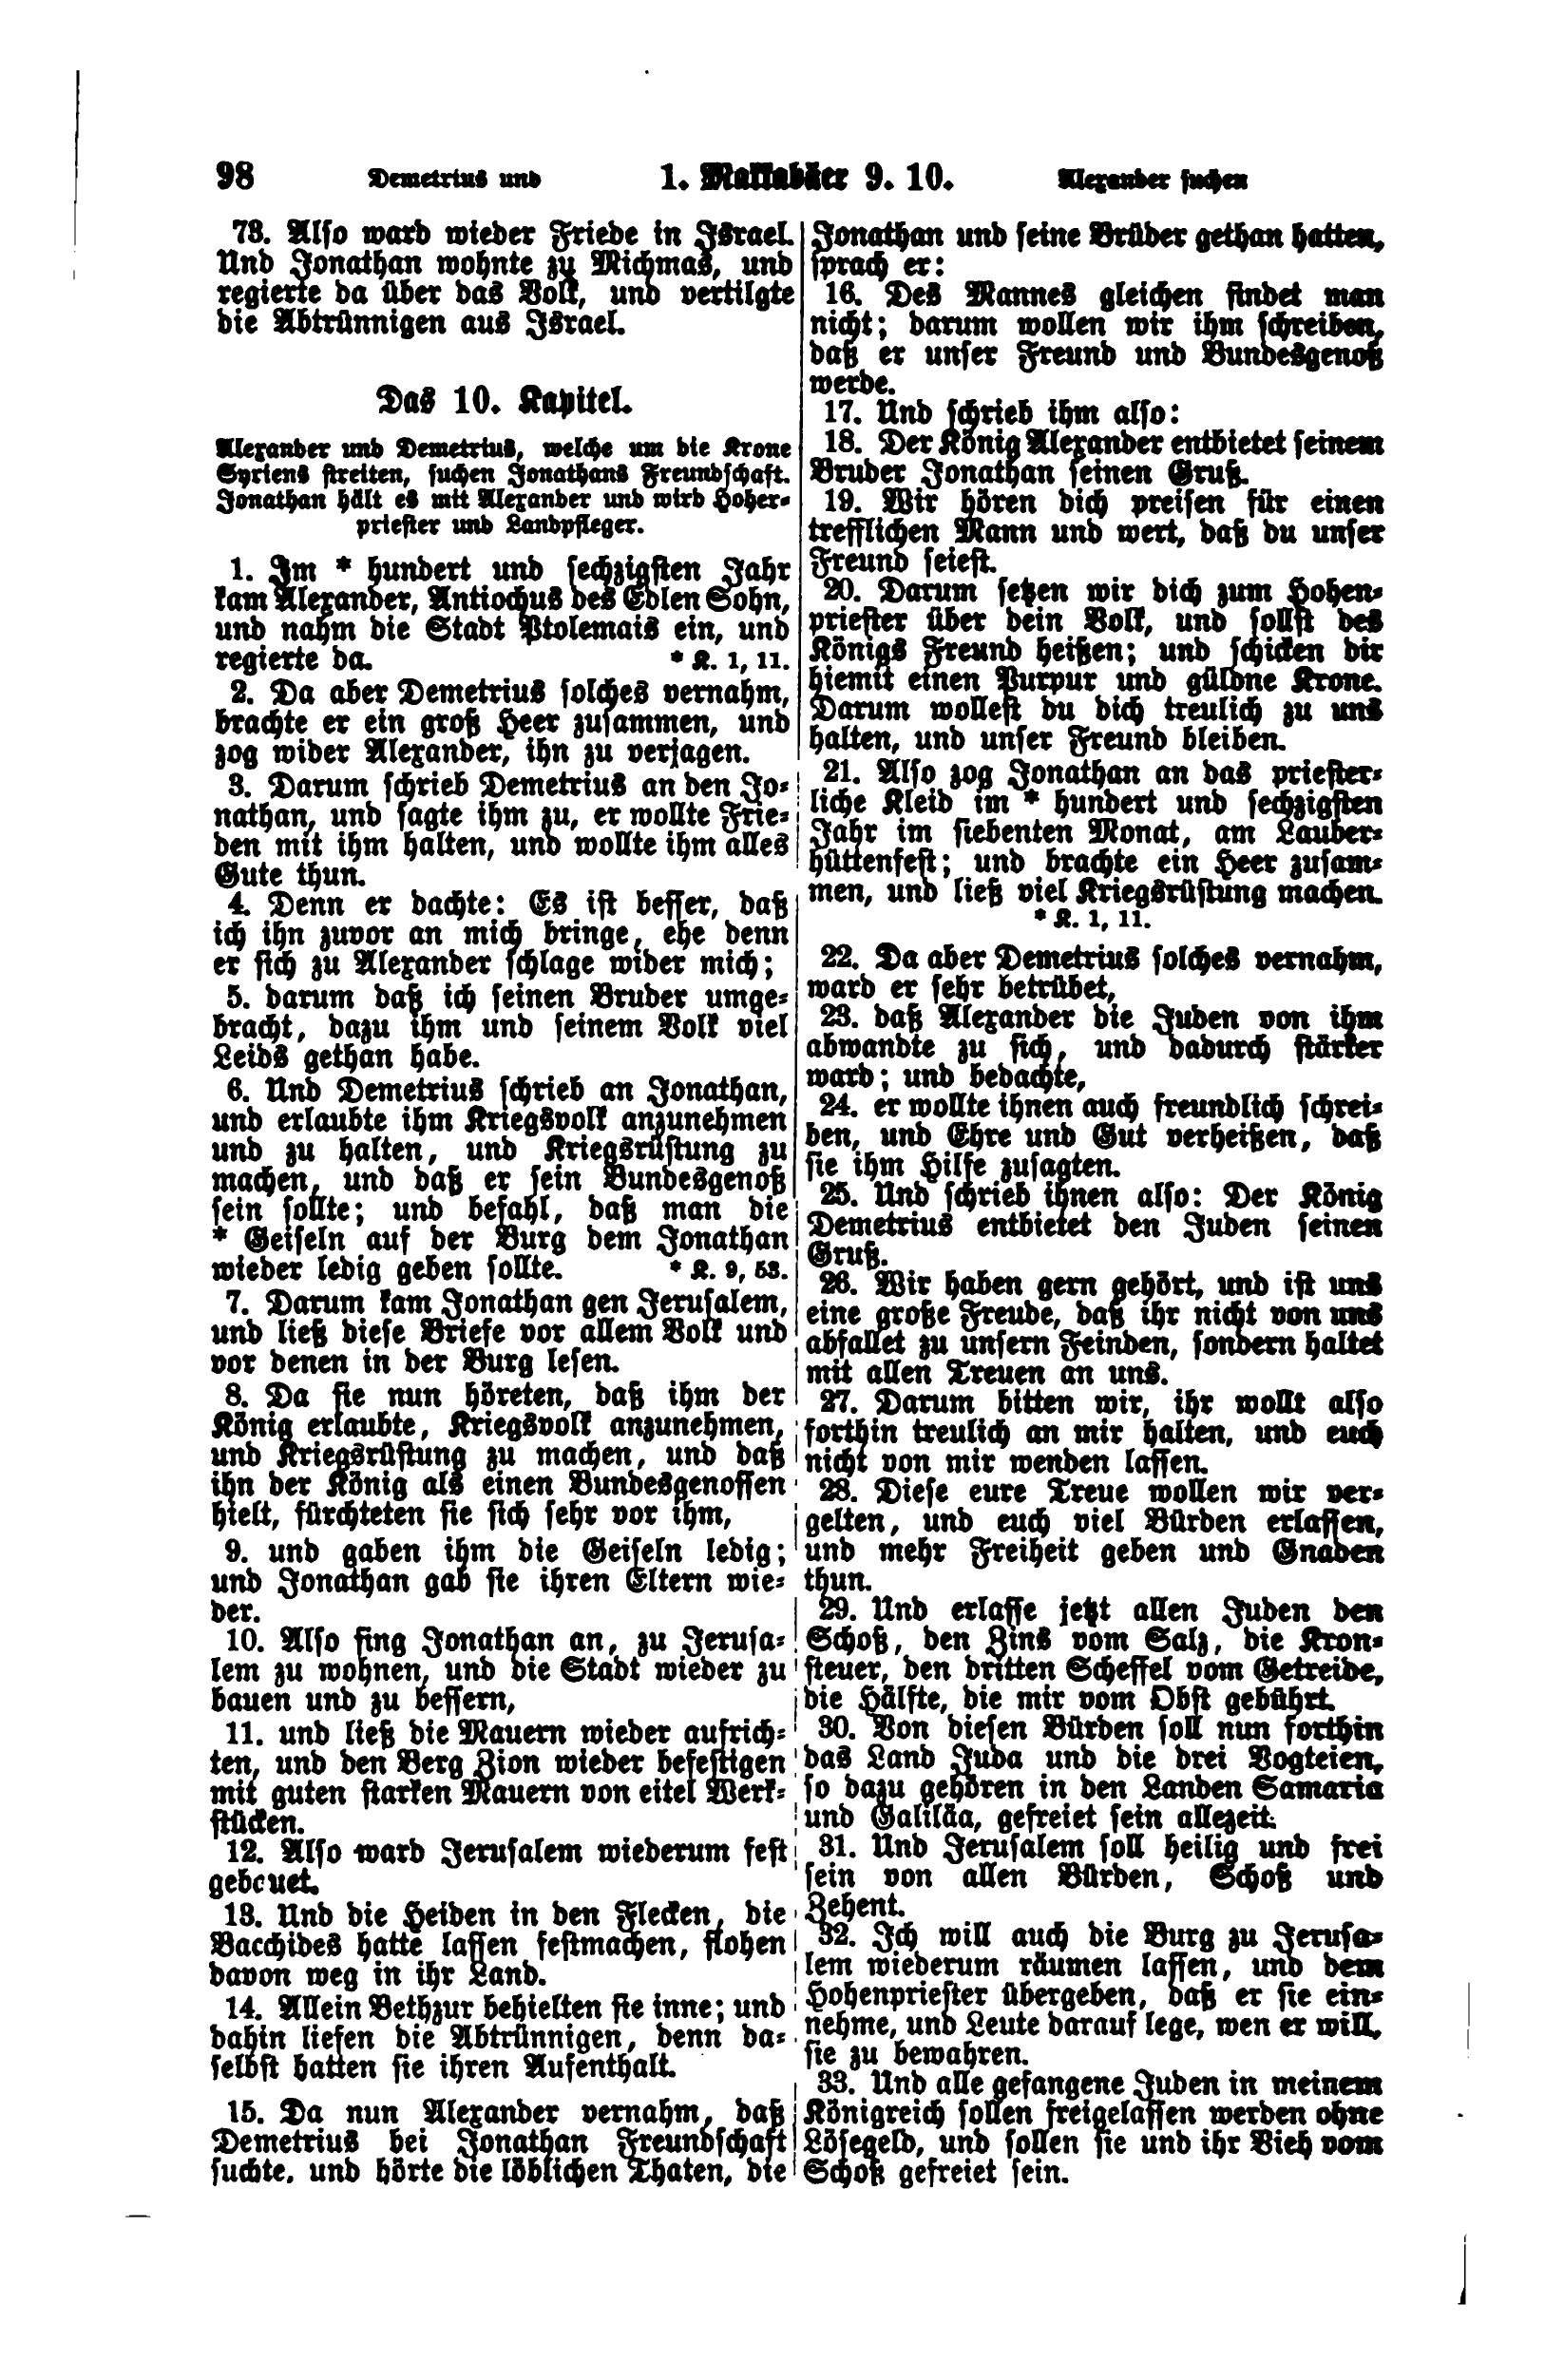 98 Demetrius und 1. Makkabäer 9. 10. Alexander suchen
73. Also ward wieder Friede in Israel.
Und Jonathan wohnte zu Michmas, und
regierte da über das Volk, und vertilgte
die Abtrünnigen aus Israel.
Das 10. Kapitel.
Alexander und Demetrius, welche um die Krone
Syriens streiten, suchen Jonathans Freundschaft.
Jonathan hält es mit Alexander und wird Hoher-
priester und Landpfleger.
1. Im * hundert und sechzigsten Jahr
kam Alexander, Antiochus des Edlen Sohn,
und nahm die Stadt Ptolemais ein, und
regierte da. * K. 1, 11.
2. Da aber Demetrius solches vernahm,
brachte er ein groß Heer zusammen, und
zog wider Alexander, ihn zu verjagen.
3. Darum schrieb Demetrius an den Jo-
nathan, und sagte ihm zu, er wollte Frie-
den mit ihm halten, und wollte ihm alles
Gute thun.
4. Denn er dachte: Es ist besser, daß
ich ihn zuvor an mich bringe, ehe denn
er sich zu Alexander schlage wider mich;
5. darum daß ich seinen Bruder umge-
bracht, dazu ihm und seinem Volk viel
Leids gethan habe.
6. Und Demetrius schrieb an Jonathan,
und erlaubte ihm Kriegsvolk anzunehmen
und zu halten, und Kriegsrüstung zu
machen, und daß er sein Bundesgenoß
sein sollte; und befahl, daß man die
* Geiseln auf der Burg dem Jonathan
wieder ledig geben sollte. * K. 9, 53.
7. Darum kam Jonathan gen Jerusalem,
und ließ diese Briefe vor allem Volk und
vor denen in der Burg lesen.
8. Da sie nun höreten, daß ihm der
König erlaubte, Kriegsvolk anzunehmen,
und Kriegsrüstung zu machen, und daß
ihn der König als einen Bundesgenossen
hielt, fürchteten sie sich sehr vor ihm,
9. und gaben ihm die Geiseln ledig;
und Jonathan gab sie ihren Eltern wie-
der.
10. Also fing Jonathan an, zu Jerusa-
lem zu wohnen, und die Stadt wieder zu
bauen und zu bessern,
11. und ließ die Mauern wieder aufrich-
ten, und den Berg Zion wieder befestigen
mit guten starken Mauern von eitel Werk-
stücken.
12. Also ward Jerusalem wiederum fest
gebauet.
13. Und die Heiden in den Flecken, die
Bacchides hatte lassen festmachen, flohen
davon weg in ihr Land.
14. Allein Bethzur behielten sie inne; und
dahin liefen die Abtrünnigen, denn da-
selbst hatten sie ihren Aufenthalt.
15. Da nun Alexander vernahm, daß
Demetrius bei Jonathan Freundschaft
suchte, und hörte die löblichen Thaten, die
Jonathan und seine Brüder gethan hatten,
sprach er:
16. Des Mannes gleichen findet man
nicht; darum wollen wir ihm schreiben,
daß er unser Freund und Bundesgenoß
werde.
17. Und schrieb ihm also:
18. Der König Alexander entbietet seinem
Bruder Jonathan seinen Gruß.
19. Wir hören dich preisen für einen
trefflichen Mann und wert, daß du unser
Freund seiest.
20. Darum setzen wir dich zum Hohen-
priester über dein Volk, und sollst des
Königs Freund heißen; und schicken dir
hiemit einen Purpur und güldne Krone.
Darum wollest du dich treulich zu uns
halten, und unser Freund bleiben.
21. Also zog Jonathan an das priester-
liche Kleid im * hundert und sechzigsten
Jahr im siebenten Monat, am Lauber-
hüttenfest; und brachte ein Heer zusam-
men, und ließ viel Kriegsrüstung machen.
* K. 1, 11.
22. Da aber Demetrius solches vernahm,
ward er sehr betrübet,
23. daß Alexander die Juden von ihm
abwandte zu sich, und dadurch stärker
ward; und bedachte,
24. er wollte ihnen auch freundlich schrei-
ben, und Ehre und Gut verheißen, daß
sie ihm Hilfe zusagten.
25. Und schrieb ihnen also: Der König
Demetrius entbietet den Juden seinen
Gruß.
26. Wir haben gern gehört, und ist uns
eine große Freude, daß ihr nicht von uns
abfallet zu unsern Feinden, sondern haltet
mit allen Treuen an uns.
27. Darum bitten wir, ihr wollt also
forthin treulich an mir halten, und euch
nicht von mir wenden lassen.
28. Diese eure Treue wollen wir ver-
gelten, und euch viel Bürden erlassen,
und mehr Freiheit geben und Gnaden
thun.
29. Und erlasse jetzt allen Juden den
Schoß, den Zins vom Salz, die Kron-
steuer, den dritten Scheffel vom Getreide,
die Hälfte, die mir vom Obst gebührt.
30. Von diesen Bürden soll nun forthin
das Land Juda und die drei Vogteien,
so dazu gehören in den Landen Samaria
und Galiläa, gefreiet sein allezeit.
31. Und Jerusalem soll heilig und frei
sein von allen Bürden, Schoß und
Zehent.
32. Ich will auch die Burg zu Jerusa-
lem wiederum räumen lassen, und dem
Hohenpriester übergeben, daß er sie ein-
nehme, und Leute darauf lege, wen er will,
sie zu bewahren.
33. Und alle gefangene Juden in meinem
Königreich sollen freigelassen werden ohne
Lösegeld, und sollen sie und ihr Vieh vom
Schoß gefreiet sein.